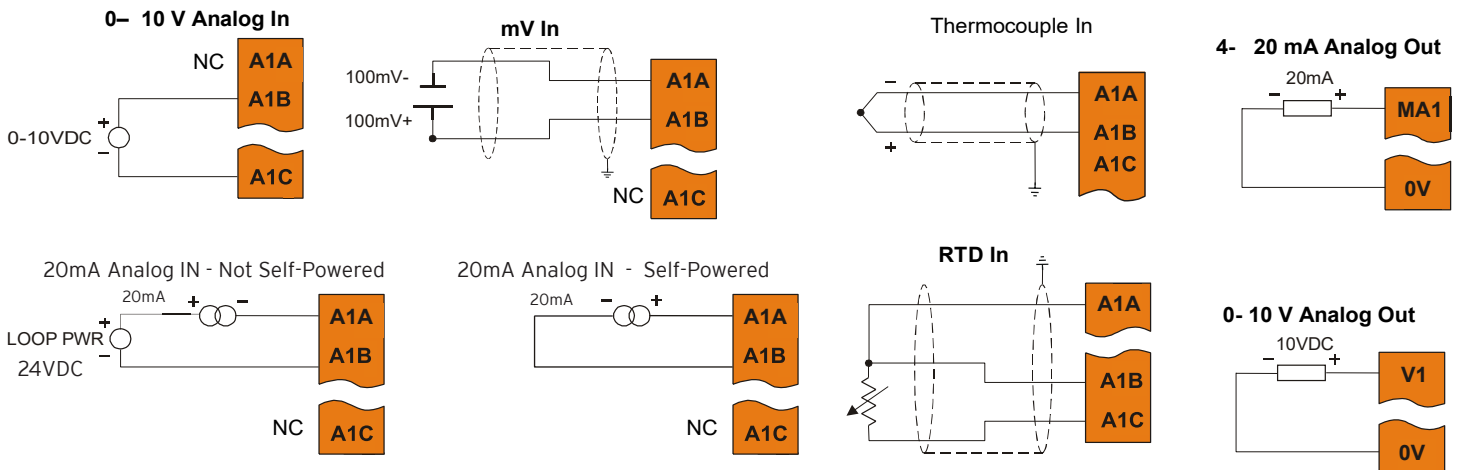 0– 10 V Analog In
NC
A1A
A1B
0-10VDC
+
–
A1C
mV In
100mV-
100mV+
A1A
A1B
NC
A1C
Thermocouple In
–
+
A1A
A1B
A1C
4- 20 mA Analog Out
20mA
–
+
MA1
0V
20mA Analog IN - Not Self-Powered
20mA
+
–
LOOP PWR
+
–
24VDC
A1A
A1B
NC
A1C
20mA Analog IN - Self-Powered
20mA
–
+
A1A
A1B
NC
A1C
RTD In
A1A
A1B
A1C
0- 10 V Analog Out
10VDC
–
+
V1
0V